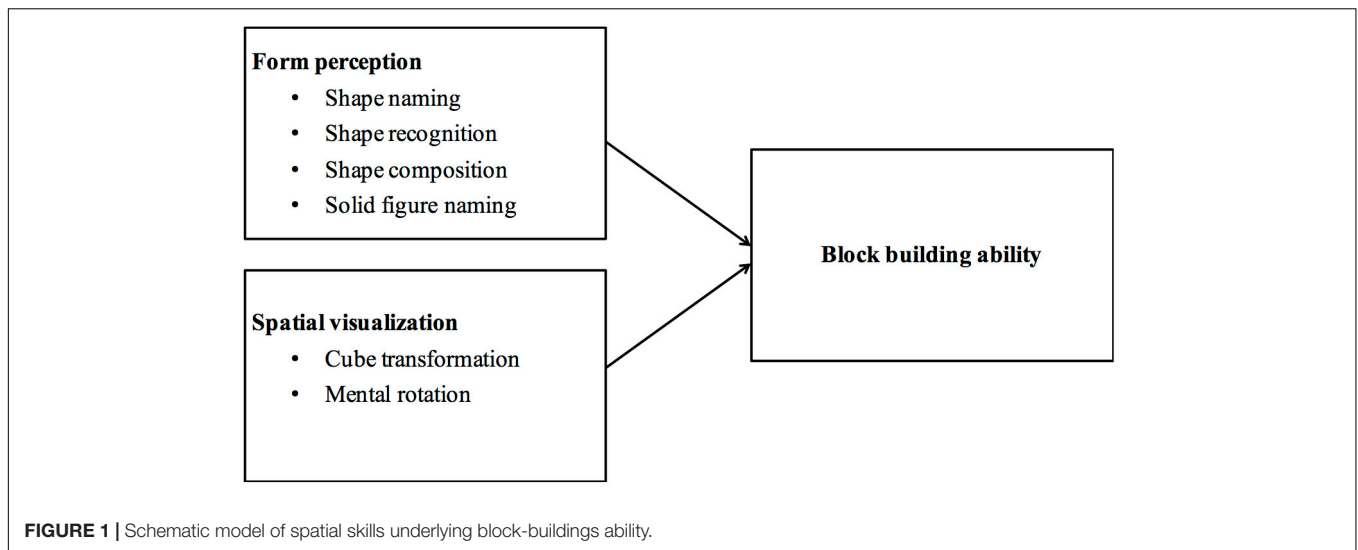 Form perception
• Shape naming
• Shape recognition
• Shape composition
• Solid figure naming
Spatial visualization
• Cube transformation
• Mental rotation
Block building ability
FIGURE 1 | Schematic model of spatial skills underlying block-buildings ability.